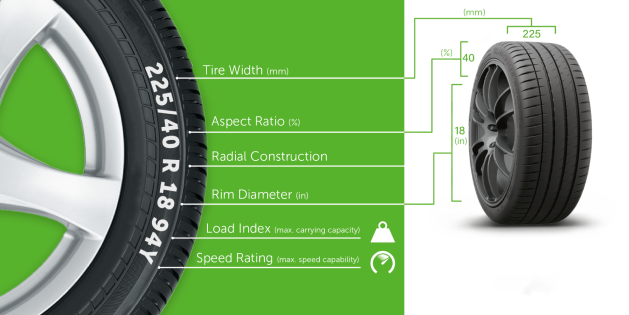 (mm)
225
(%)
40
Tire Width (mm)
225/40 R 18 94Y
Aspect Ratio (%)
18
(in)
Radial Construction
Rim Diameter (in)
Load Index (max. carrying capacity)
Speed Rating (max. speed capability)